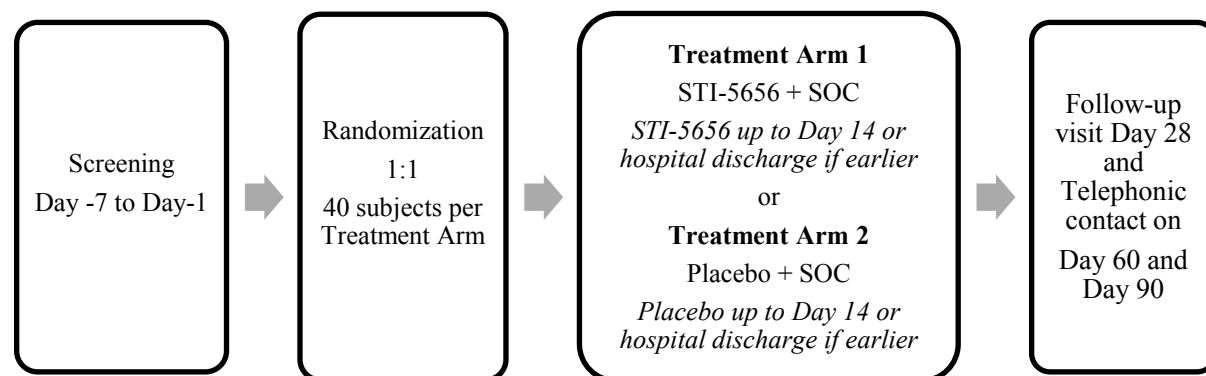 Screening
Day -7 to Day-1
Randomization
1:1
40 subjects per
Treatment Arm
Treatment Arm 1
STI-5656 + SOC
STI-5656 up to Day 14 or
hospital discharge if earlier
or
Treatment Arm 2
Placebo + SOC
Placebo up to Day 14 or
hospital discharge if earlier
Follow-up
visit Day 28
and
Telephonic
contact on
Day 60 and
Day 90